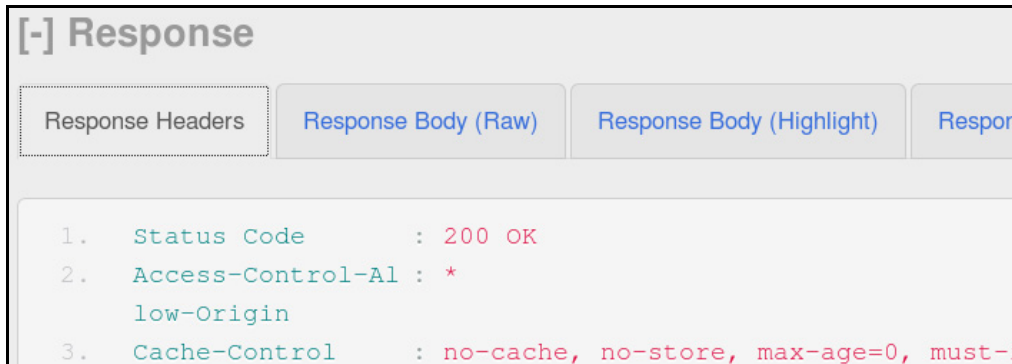 [-] Response
Response Headers Response Body (Raw) Response Body (Highlight)
1. Status Code : 200 OK
2. Access-Control-Al : *
low-Origin
3. Cache-Control : no-cache, no-store, max-age=0,